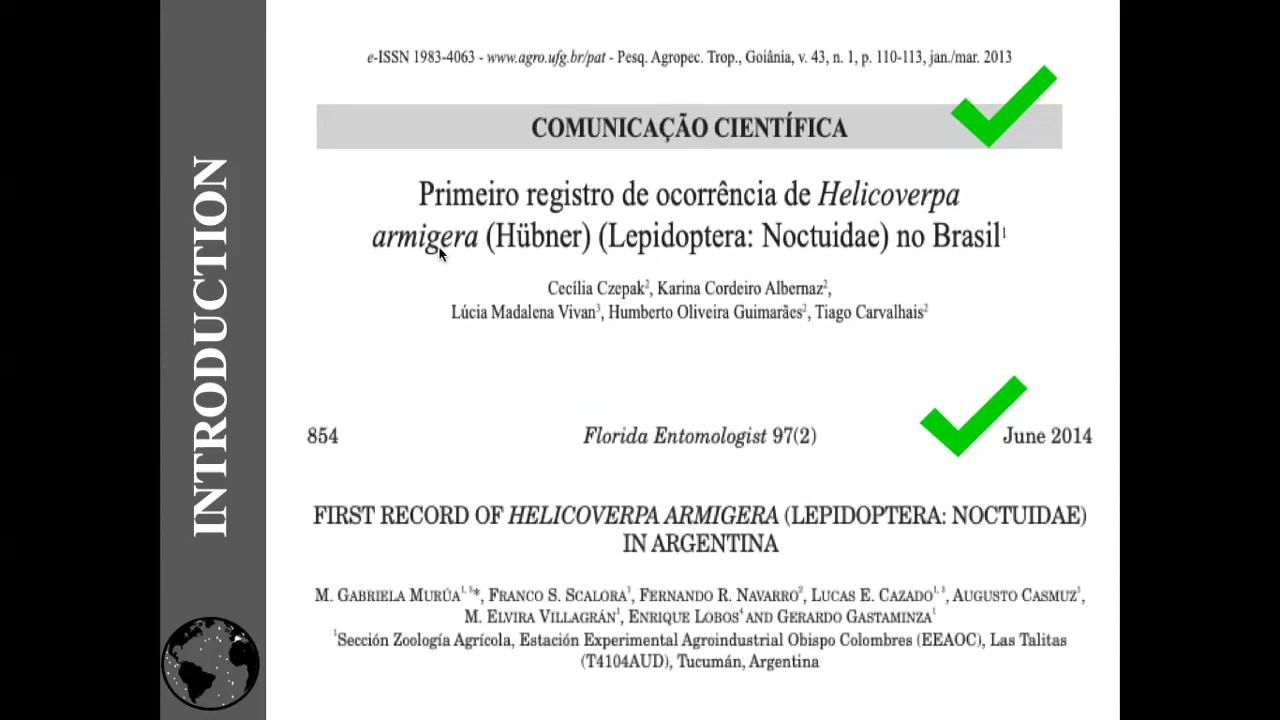 INTRODUCTION
e-ISSN 1983-4063 - www.agro.ufg.br/pat - Pesq. Agropec. Trop., Goiânia, v. 43, n. 1, p. 110-113, jan./mar. 2013
COMUNICAÇÃO CIENTÍFICA
Primeiro registro de ocorrência de Helicoverpa
armigera (Hübner) (Lepidoptera: Noctuidae) no Brasil¹
Cecília Czepak², Karina Cordeiro Albernaz²,
Lúcia Madalena Vivan³, Humberto Oliveira Guimarães², Tiago Carvalhais²
854 Florida Entomologist 97(2) June 2014
FIRST RECORD OF HELICOVERPA ARMIGERA (LEPIDOPTERA: NOCTUIDAE)
IN ARGENTINA
M. GABRIELA MURÚA¹,⁵*, FRANCO S. SCALORA¹, FERNANDO R. NAVARRO², LUCAS E. CAZADO¹,³, AUGUSTO CASMUZ¹,
M. ELVIRA VILLAGRÁN¹, ENRIQUE LOBOS⁴ AND GERARDO GASTAMINZA¹
¹Sección Zoología Agrícola, Estación Experimental Agroindustrial Obispo Colombres (EEAOC), Las Talitas
(T4104AUD), Tucumán, Argentina